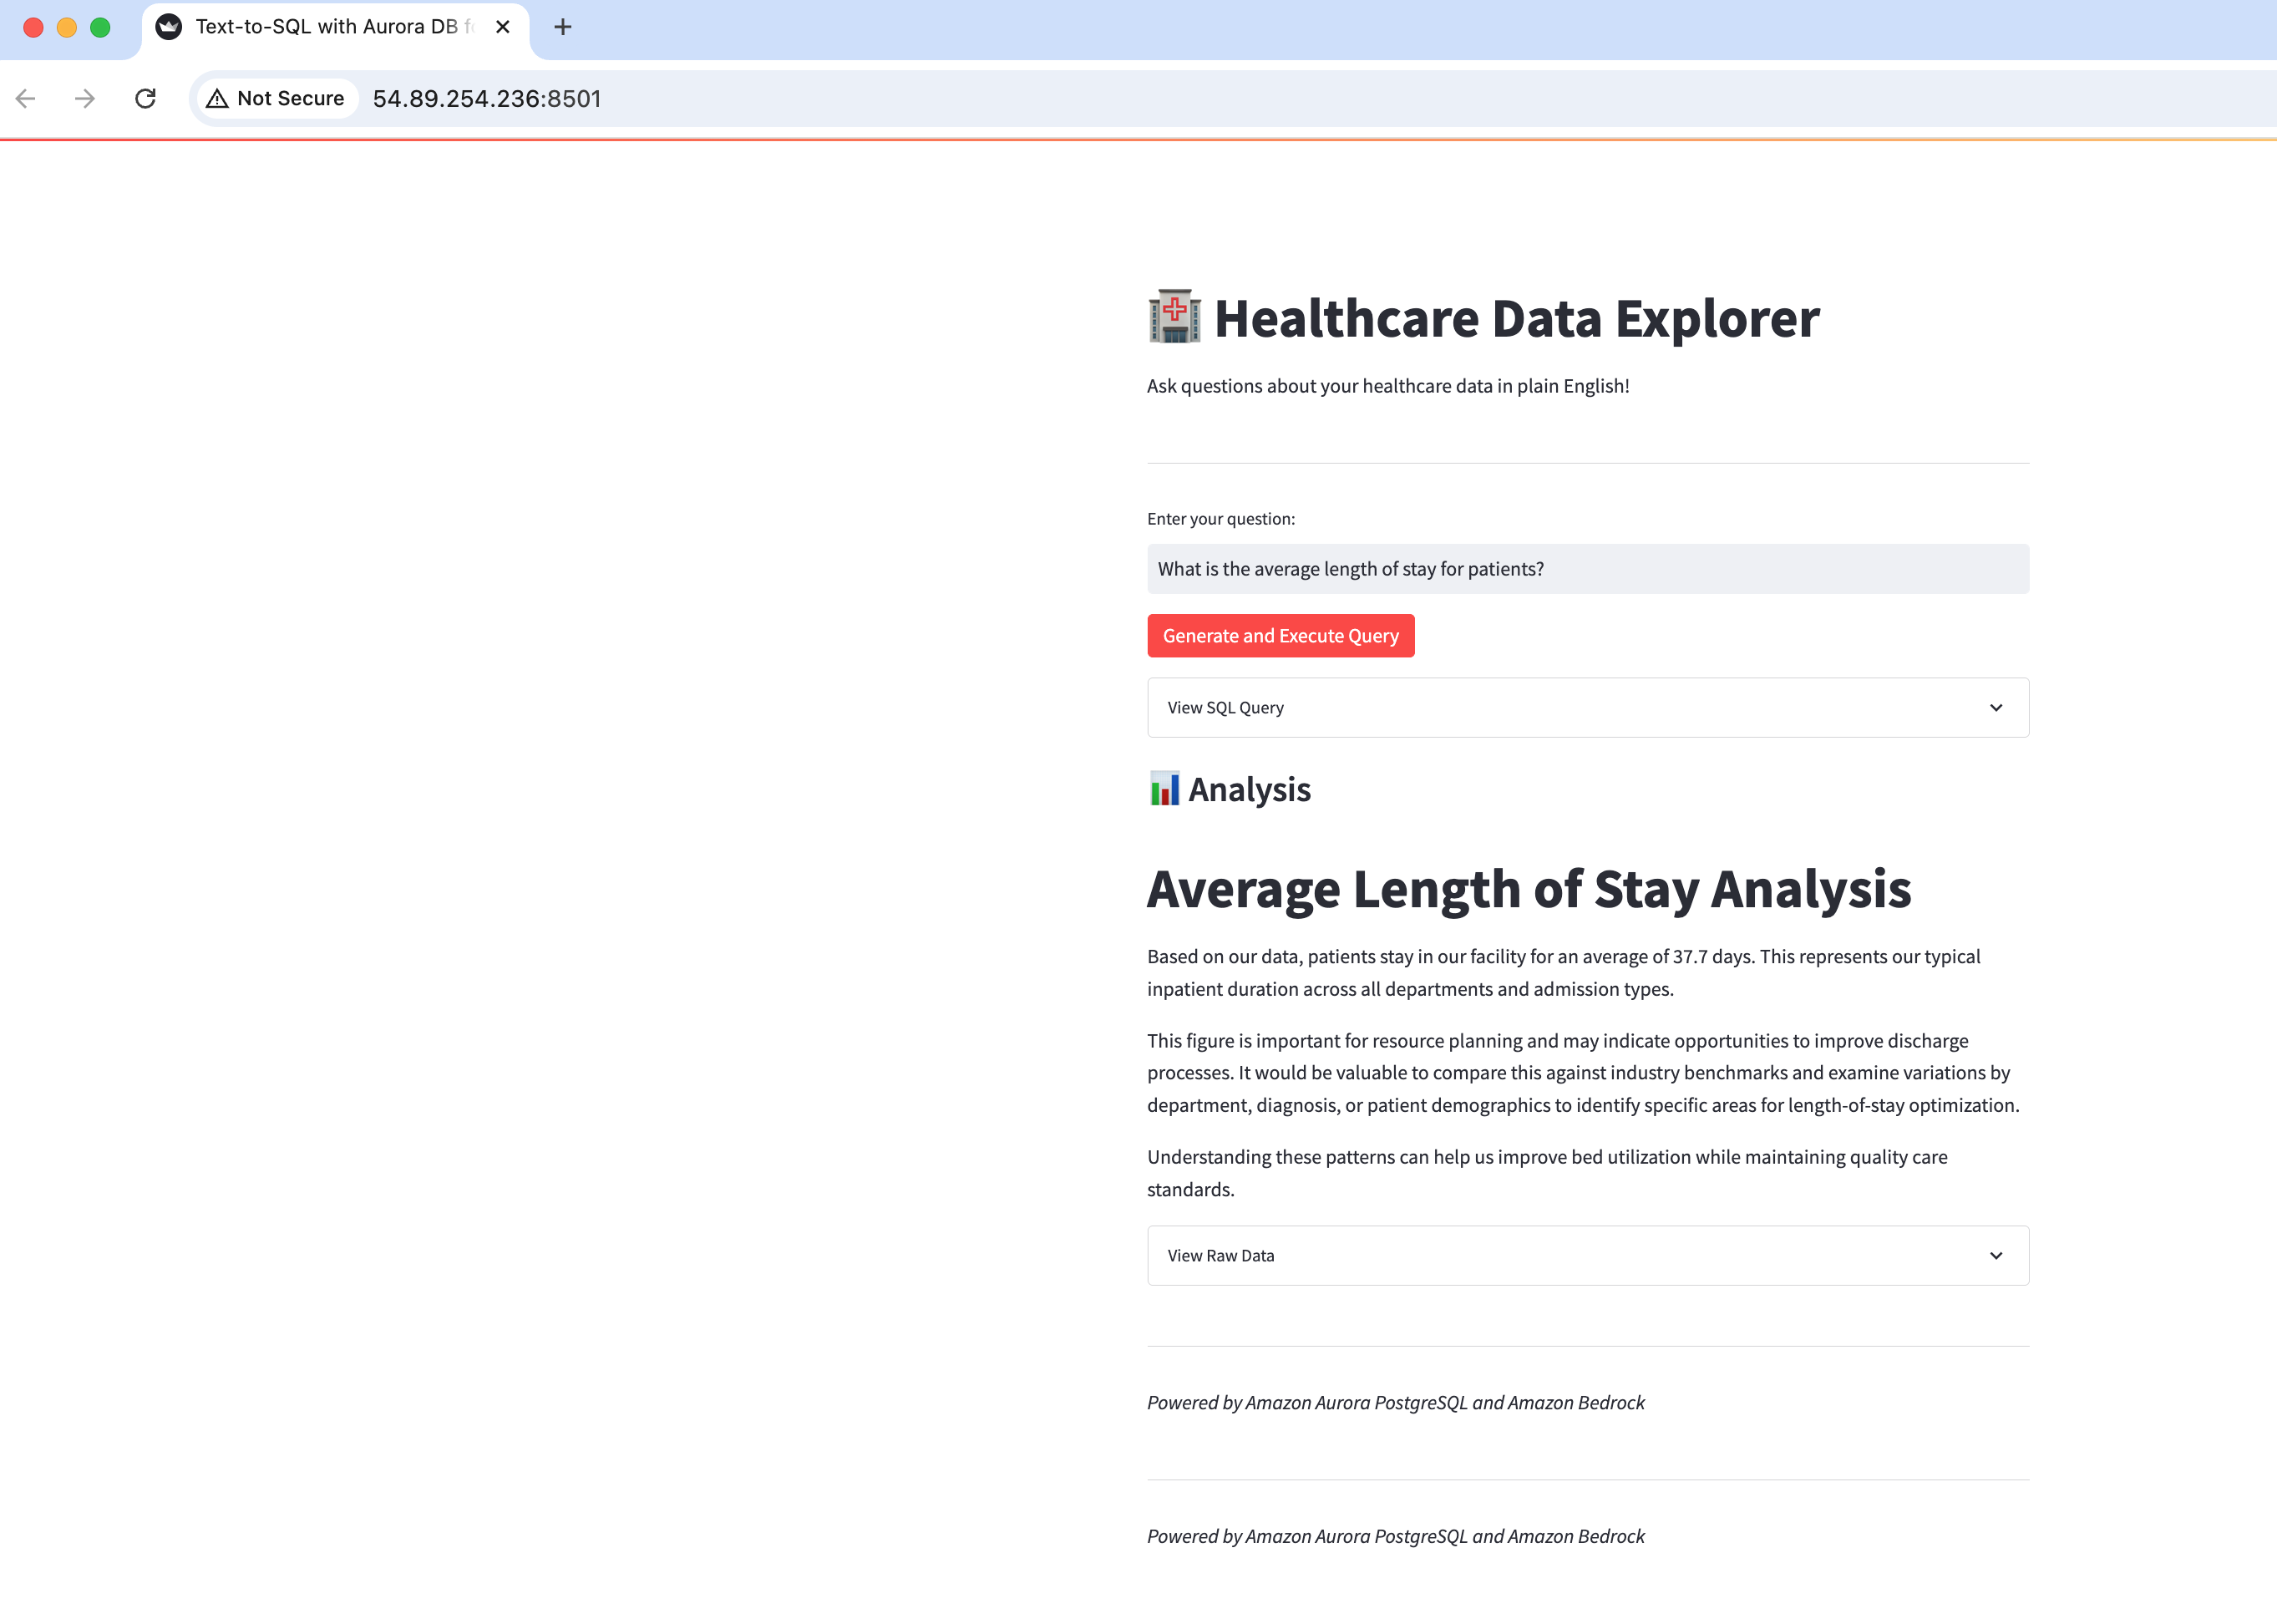 Text-to-SQL with Aurora DB f
Not Secure
54.89.254.236:8501
Healthcare Data Explorer
Ask questions about your healthcare data in plain English!
Enter your question:
What is the average length of stay for patients?
Generate and Execute Query
View SQL Query
Analysis
Average Length of Stay Analysis
Based on our data, patients stay in our facility for an average of 37.7 days. This represents our typical
inpatient duration across all departments and admission types.
This figure is important for resource planning and may indicate opportunities to improve discharge
processes. It would be valuable to compare this against industry benchmarks and examine variations by
department, diagnosis, or patient demographics to identify specific areas for length-of-stay optimization.
Understanding these patterns can help us improve bed utilization while maintaining quality care
standards.
View Raw Data
Powered by Amazon Aurora PostgreSQL and Amazon Bedrock
Powered by Amazon Aurora PostgreSQL and Amazon Bedrock